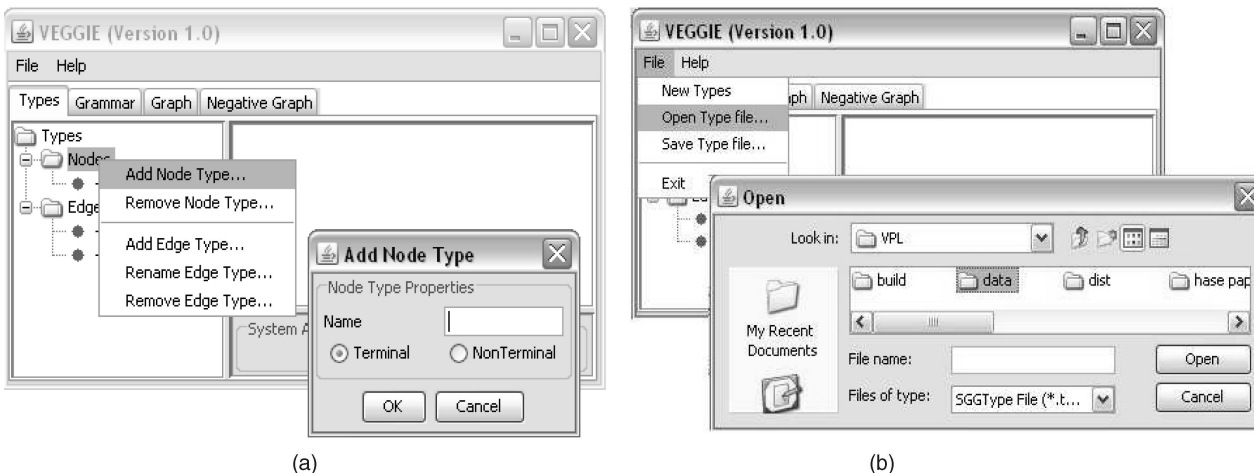 VEGGIE (Version 1.0)
File Help
Types Grammar Graph Negative Graph
Types
Nodes
Add Node Type...
Remove Node Type...
Edge
Add Edge Type...
Rename Edge Type...
Remove Edge Type...
System A
Add Node Type
Node Type Properties
Name
Terminal NonTerminal
OK Cancel
(a)
VEGGIE (Version 1.0)
File Help
New Types
ph Negative Graph
Open Type file...
Save Type file...
Exit
Open
Look in: VPL
build data dist hase pap
My Recent
Documents
File name:
Open
Files of type: SGGType File (*.t...
Cancel
(b)